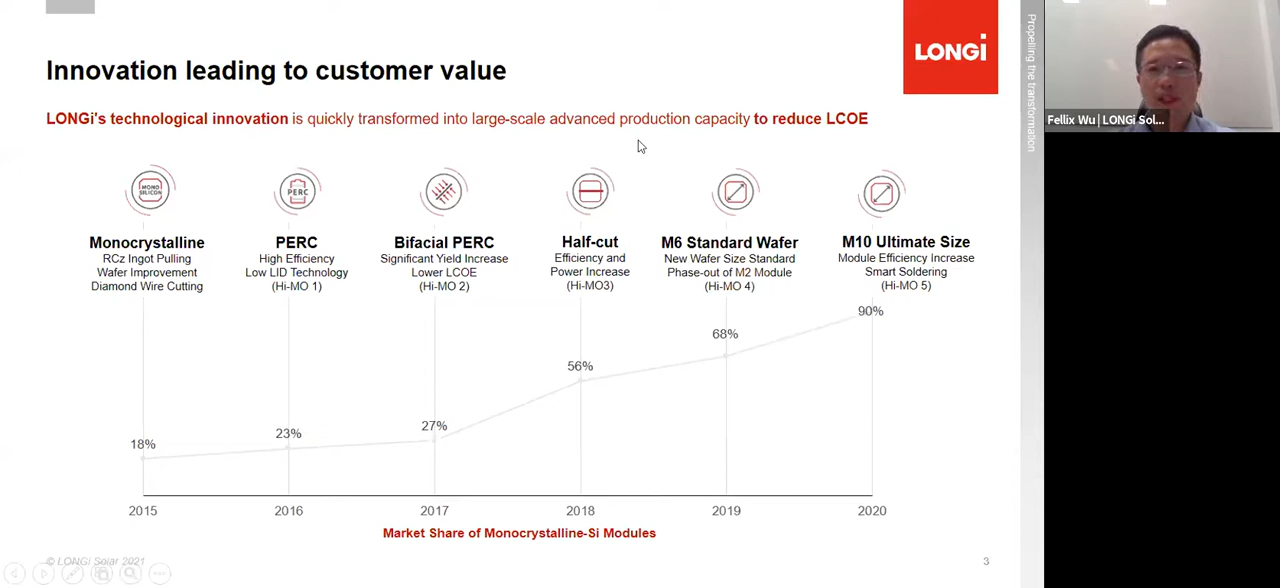 LONGi
Innovation leading to customer value
LONGi's technological innovation is quickly transformed into large-scale advanced production capacity to reduce LCOE
MONO
SILICON
PERC
Monocrystalline
RCz Ingot Pulling
Wafer Improvement
Diamond Wire Cutting
PERC
High Efficiency
Low LID Technology
(Hi-MO 1)
Bifacial PERC
Significant Yield Increase
Lower LCOE
(Hi-MO 2)
Half-cut
Efficiency and
Power Increase
(Hi-MO3)
M6 Standard Wafer
New Wafer Size Standard
Phase-out of M2 Module
(Hi-MO 4)
M10 Ultimate Size
Module Efficiency Increase
Smart Soldering
(Hi-MO 5)
18%
23%
27%
56%
68%
90%
2015
2016
2017
2018
2019
2020
Market Share of Monocrystalline-Si Modules
© LONGi Solar 2021
3
Propelling the transformation
Fellix Wu | LONGi Sol...